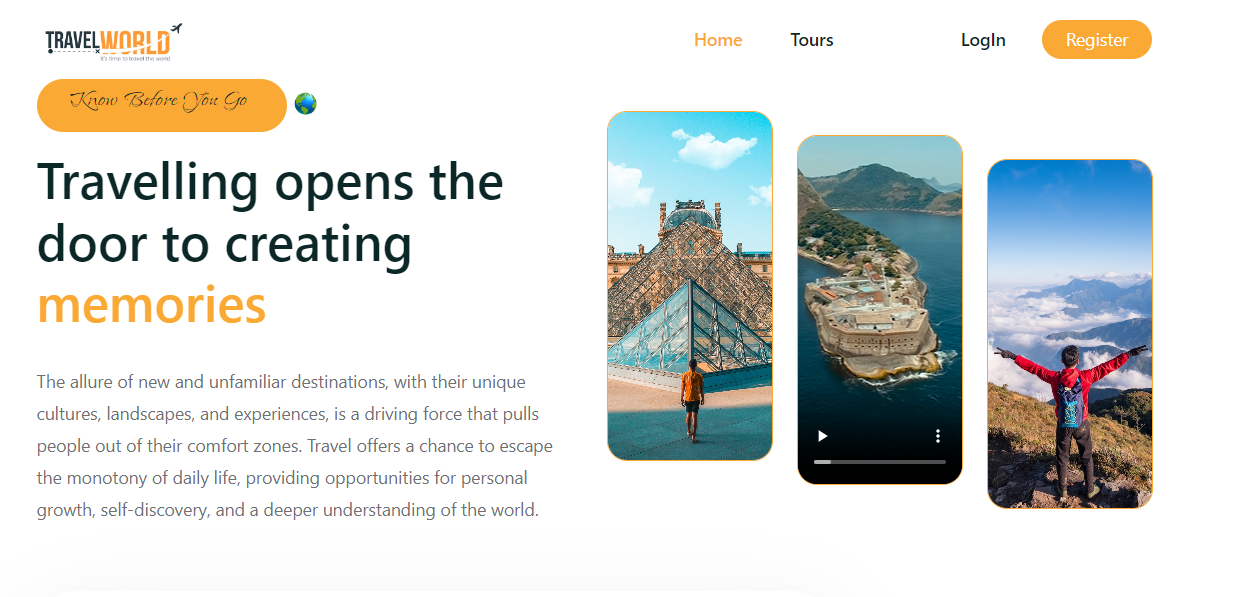 TRAVELWORLD
It's time to travel the world
Home
Tours
LogIn
Register
Know Before You Go
Travelling opens the
door to creating
memories
The allure of new and unfamiliar destinations, with their unique
cultures, landscapes, and experiences, is a driving force that pulls
people out of their comfort zones. Travel offers a chance to escape
the monotony of daily life, providing opportunities for personal
growth, self-discovery, and a deeper understanding of the world.